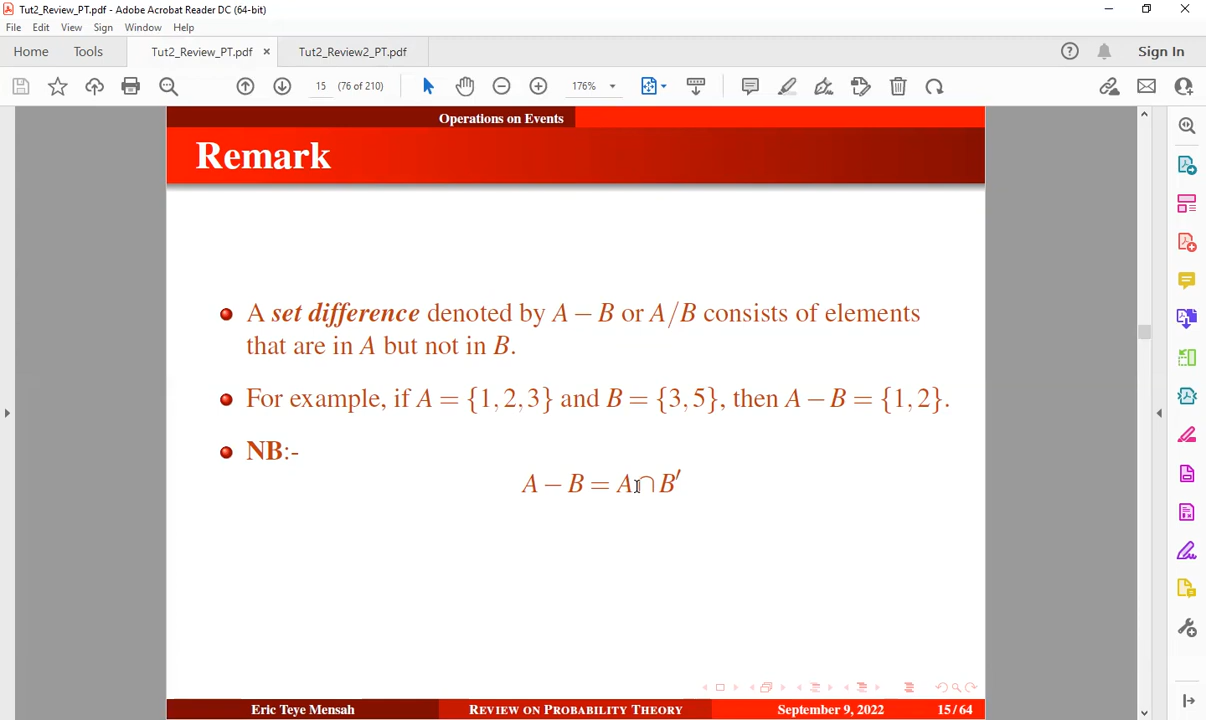 Tut2_Review_PT.pdf - Adobe Acrobat Reader DC (64-bit)
File Edit View Sign Window Help
Home Tools Tut2_Review_PT.pdf × Tut2_Review2_PT.pdf Sign In
15 (76 of 210) 176%
Operations on Events
Remark
A set difference denoted by A − B or A/B consists of elements
that are in A but not in B.
For example, if A = {1, 2, 3} and B = {3, 5}, then A − B = {1, 2}.
NB:-
A − B = A ∩ B′
Eric Teye Mensah REVIEW ON PROBABILITY THEORY September 9, 2022 15 / 64